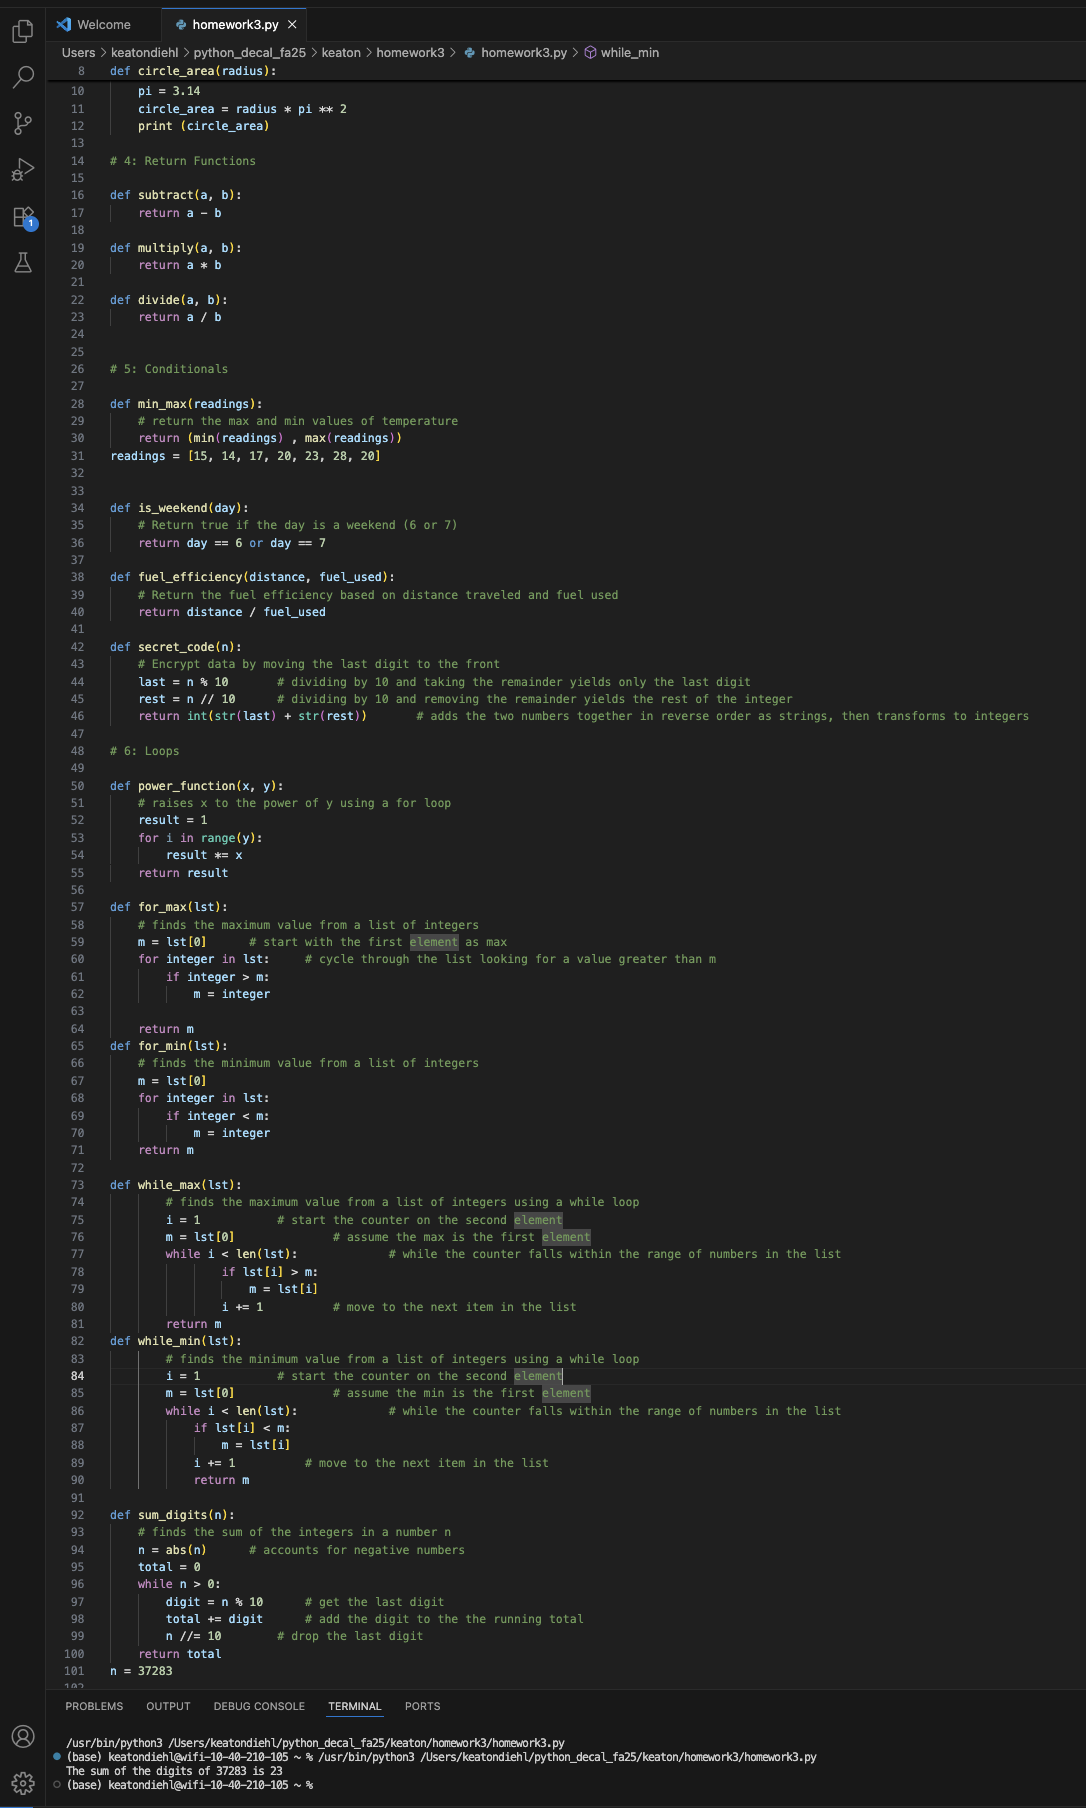 Welcome
homework3.py
Users > keatondiehl > python_decal_fa25 > keaton > homework3 > homework3.py > while_min
8 def circle_area(radius):
10     pi = 3.14
11     circle_area = radius * pi ** 2
12     print (circle_area)
13
14 # 4: Return Functions
15
16 def subtract(a, b):
17     return a - b
18
19 def multiply(a, b):
20     return a * b
21
22 def divide(a, b):
23     return a / b
24
25
26 # 5: Conditionals
27
28 def min_max(readings):
29     # return the max and min values of temperature
30     return (min(readings) , max(readings))
31 readings = [15, 14, 17, 20, 23, 28, 20]
32
33
34 def is_weekend(day):
35     # Return true if the day is a weekend (6 or 7)
36     return day == 6 or day == 7
37
38 def fuel_efficiency(distance, fuel_used):
39     # Return the fuel efficiency based on distance traveled and fuel used
40     return distance / fuel_used
41
42 def secret_code(n):
43     # Encrypt data by moving the last digit to the front
44     last = n % 10       # dividing by 10 and taking the remainder yields only the last digit
45     rest = n // 10      # dividing by 10 and removing the remainder yields the rest of the integer
46     return int(str(last) + str(rest))       # adds the two numbers together in reverse order as strings, then transforms to integers
47
48 # 6: Loops
49
50 def power_function(x, y):
51     # raises x to the power of y using a for loop
52     result = 1
53     for i in range(y):
54         result *= x
55     return result
56
57 def for_max(lst):
58     # finds the maximum value from a list of integers
59     m = lst[0]      # start with the first element as max
60     for integer in lst:     # cycle through the list looking for a value greater than m
61         if integer > m:
62             m = integer
63
64     return m
65 def for_min(lst):
66     # finds the minimum value from a list of integers
67     m = lst[0]
68     for integer in lst:
69         if integer < m:
70             m = integer
71     return m
72
73 def while_max(lst):
74         # finds the maximum value from a list of integers using a while loop
75         i = 1           # start the counter on the second element
76         m = lst[0]              # assume the max is the first element
77         while i < len(lst):             # while the counter falls within the range of numbers in the list
78                 if lst[i] > m:
79                     m = lst[i]
80                 i += 1          # move to the next item in the list
81         return m
82 def while_min(lst):
83         # finds the minimum value from a list of integers using a while loop
84         i = 1           # start the counter on the second element
85         m = lst[0]              # assume the min is the first element
86         while i < len(lst):             # while the counter falls within the range of numbers in the list
87             if lst[i] < m:
88                 m = lst[i]
89             i += 1          # move to the next item in the list
90             return m
91
92 def sum_digits(n):
93     # finds the sum of the integers in a number n
94     n = abs(n)      # accounts for negative numbers
95     total = 0
96     while n > 0:
97         digit = n % 10      # get the last digit
98         total += digit      # add the digit to the the running total
99         n //= 10        # drop the last digit
100     return total
101 n = 37283
102
1
PROBLEMS OUTPUT DEBUG CONSOLE TERMINAL PORTS
/usr/bin/python3 /Users/keatondiehl/python_decal_fa25/keaton/homework3/homework3.py
(base) keatondiehl@wifi-10-40-210-105 ~ % /usr/bin/python3 /Users/keatondiehl/python_decal_fa25/keaton/homework3/homework3.py
The sum of the digits of 37283 is 23
(base) keatondiehl@wifi-10-40-210-105 ~ %